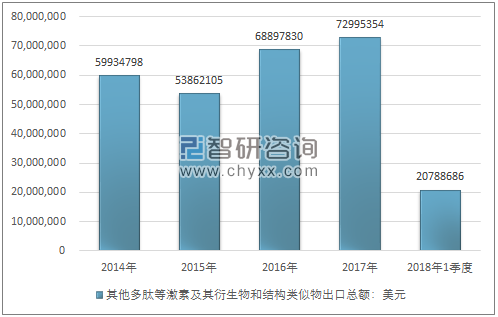 80,000,000
70,000,000
60,000,000
50,000,000
40,000,000
30,000,000
20,000,000
10,000,000
0
59934798
53862105
68897830
72995354
20788686
智研咨询
www.chyxx.com
2014年
2015年
2016年
2017年
2018年1季度
其他多肽等激素及其衍生物和结构类似物出口总额：美元